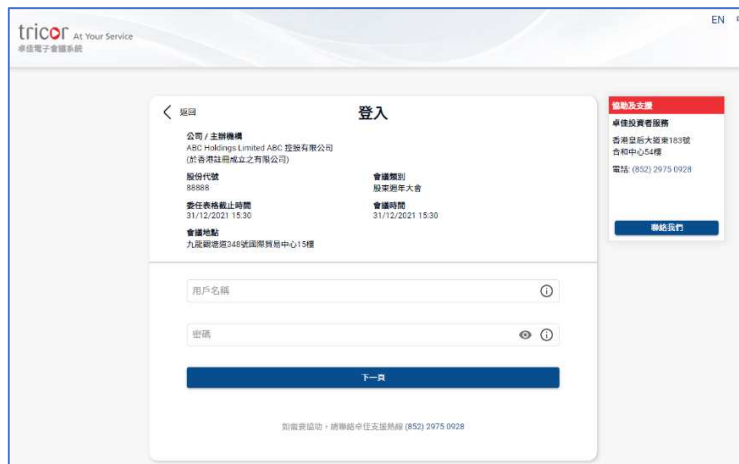 EN
tricor At Your Service
卓佳電子會議系統
返回
登入
公司 / 主辦機構
ABC Holdings Limited ABC 控股有限公司
(於香港註冊成立之有限公司)
股份代號
88888
會議類別
股東週年大會
委任表格截止時間
31/12/2021 15:30
會議時間
31/12/2021 15:30
會議地點
九龍觀塘道348號國際貿易中心15樓
用戶名稱
密碼
下一頁
如需要協助，請聯絡卓佳支援熱線 (852) 2975 0928
協助及支援
卓佳投資者服務
香港皇后大道東183號
合和中心54樓
電話: (852) 2975 0928
聯絡我們